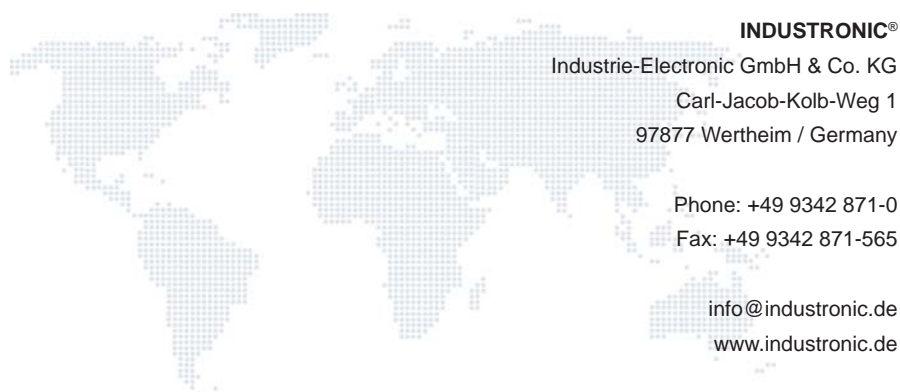 INDUSTRONIC®
Industrie-Electronic GmbH & Co. KG
Carl-Jacob-Kolb-Weg 1
97877 Wertheim / Germany
Phone: +49 9342 871-0
Fax: +49 9342 871-565
info@industronic.de
www.industronic.de